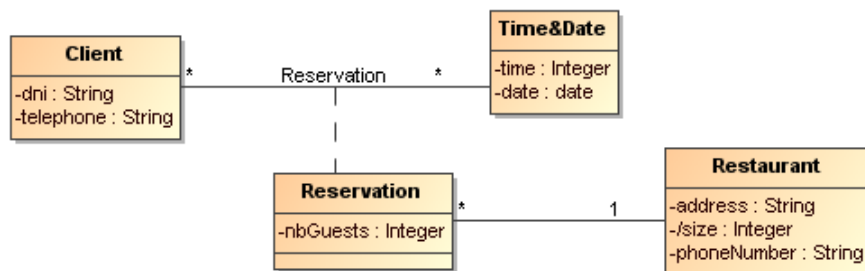 Client
-dni : String
-telephone : String
*
Reservation
*
Time&Date
-time : Integer
-date : date
Reservation
-nbGuests : Integer
*
1
Restaurant
-address : String
-/size : Integer
-phoneNumber : String